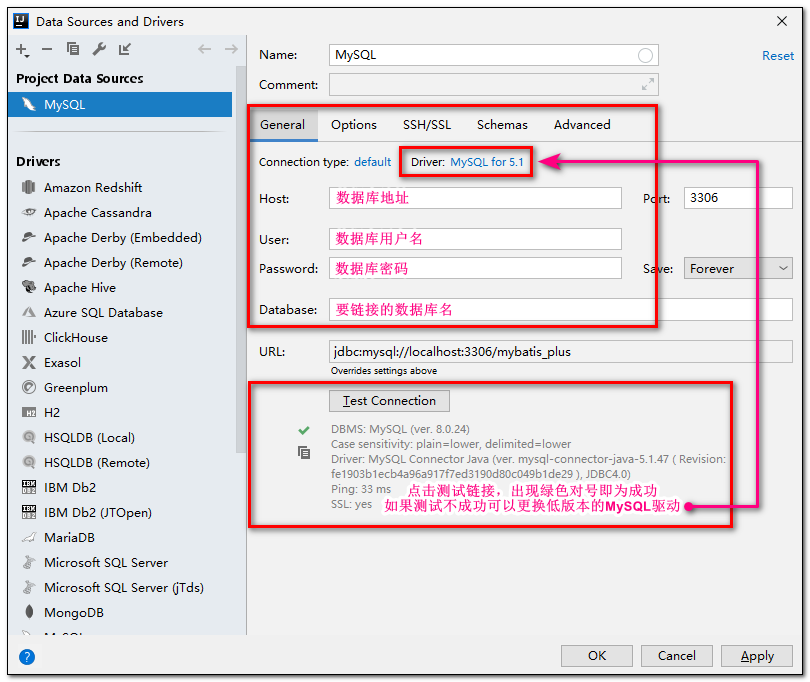 Data Sources and Drivers
Project Data Sources
MySQL
Drivers
Amazon Redshift
Apache Cassandra
Apache Derby (Embedded)
Apache Derby (Remote)
Apache Hive
Azure SQL Database
ClickHouse
Exasol
Greenplum
H2
HSQLDB (Local)
HSQLDB (Remote)
IBM Db2
IBM Db2 (JTOpen)
MariaDB
Microsoft SQL Server
Microsoft SQL Server (jTds)
MongoDB
Name: MySQL
Reset
Comment:
General Options SSH/SSL Schemas Advanced
Connection type: default Driver: MySQL for 5.1
Host: 数据库地址 Port: 3306
User: 数据库用户名
Password: 数据库密码 Save: Forever
Database: 要链接的数据库名
URL: jdbc:mysql://localhost:3306/mybatis_plus
Overrides settings above
Test Connection
DBMS: MySQL (ver. 8.0.24)
Case sensitivity: plain=lower, delimited=lower
Driver: MySQL Connector Java (ver. mysql-connector-java-5.1.47 ( Revision:
fe1903b1ecb4a96a917f7ed3190d80c049b1de29 ), JDBC4.0)
Ping: 33 ms
点击测试链接，出现绿色对号即为成功
SSL: yes
如果测试不成功可以更换低版本的MySQL驱动
OK Cancel Apply